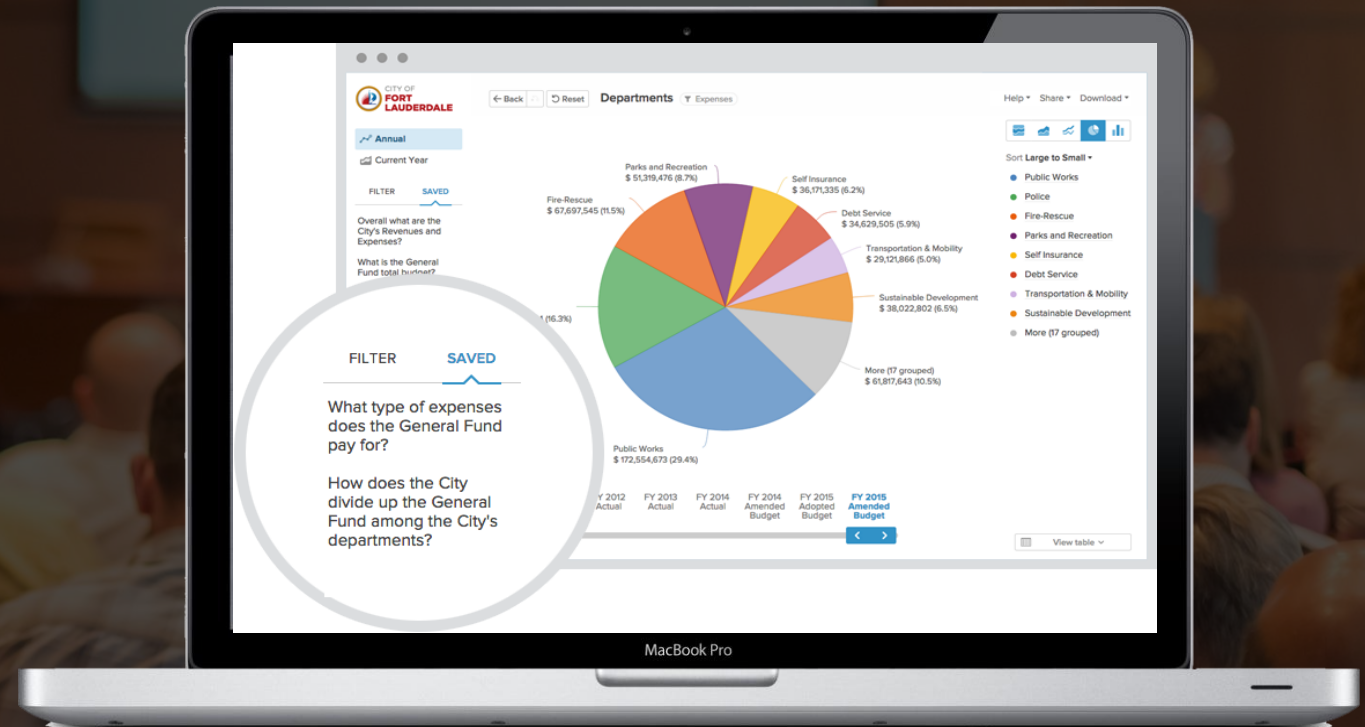 CITY OF
FORT
LAUDERDALE
Back
Reset
Departments
Expenses
Help
Share
Download
Annual
Current Year
FILTER
SAVED
Overall what are the
City's Revenues and
Expenses?
What is the General
Fund total budget?
FILTER
SAVED
What type of expenses
does the General Fund
pay for?
How does the City
divide up the General
Fund among the City's
departments?
Parks and Recreation
$ 51,319,476 (8.7%)
Self Insurance
$ 36,171,335 (6.2%)
Fire-Rescue
$ 67,697,545 (11.5%)
Debt Service
$ 34,629,505 (5.9%)
Transportation & Mobility
$ 29,121,866 (5.0%)
Sustainable Development
$ 38,022,802 (6.5%)
(16.3%)
More (17 grouped)
$ 61,817,643 (10.5%)
Public Works
$ 172,554,673 (29.4%)
2012
Actual
FY 2013
Actual
FY 2014
Actual
FY 2014
Amended
Budget
FY 2015
Adopted
Budget
FY 2015
Amended
Budget
Sort Large to Small
Public Works
Police
Fire-Rescue
Parks and Recreation
Self Insurance
Debt Service
Transportation & Mobility
Sustainable Development
More (17 grouped)
View table
MacBook Pro